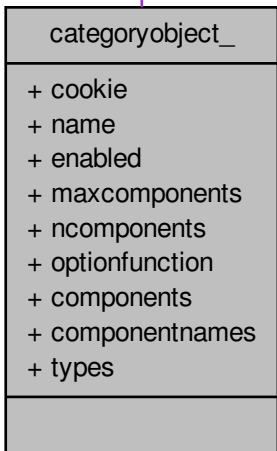 categoryobject_
+ cookie
+ name
+ enabled
+ maxcomponents
+ ncomponents
+ optionfunction
+ components
+ componentnames
+ types